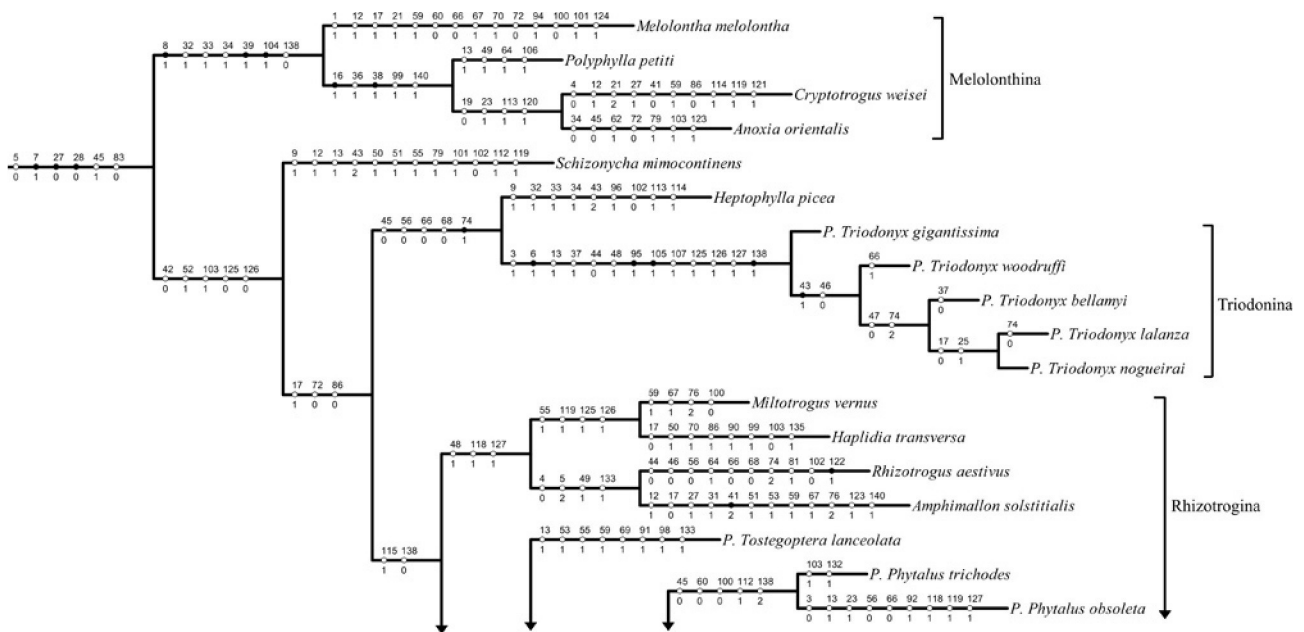 1 12 17 21 59 60 66 67 70 72 94 100 101 124
1 1 1 1 1 0 0 1 1 0 1 0 1 1
Melolontha melolontha
8 32 33 34 39 104 138
1 1 1 1 1 1 0
13 49 64 106
1 1 1 1
Polyphylla petiti
16 36 38 99 140
1 1 1 1 1
Melolonthina
4 12 21 27 41 59 86 114 119 121
0 1 2 1 0 1 0 1 1 1
Cryptotrogus weisei
19 23 113 120
0 1 1 1
34 45 62 72 79 103 123
0 0 1 0 1 1 1
Anoxia orientalis
5 7 27 28 45 83
0 1 0 0 1 0
9 12 13 43 50 51 55 79 101 102 112 119
1 1 1 2 1 1 1 1 1 0 1 1
Schizonycha mimocontinens
9 32 33 34 43 96 102 113 114
1 1 1 1 2 1 0 1 1
Heptophylla picea
45 56 66 68 74
0 0 0 0 1
P. Triodonyx gigantissima
3 6 13 37 44 48 95 105 107 125 126 127 138
1 1 1 1 0 1 1 1 1 1 1 1 1
66
1
P. Triodonyx woodruffi
42 52 103 125 126
0 1 1 0 0
43 46
1 0
37
0
P. Triodonyx bellamyi
Triodonina
47 74
0 2
74
0
P. Triodonyx lalanza
17 25
0 1
P. Triodonyx nogueirai
17 72 86
1 0 0
59 67 76 100
1 1 2 0
Miltotrogus vernus
55 119 125 126
1 1 1 1
17 50 70 86 90 99 103 135
0 0 1 1 1 1 0 1
Haplidia transversa
48 118 127
1 1 1
44 46 56 64 66 68 74 81 102 122
0 0 0 1 0 0 2 1 0 1
Rhizotrogus aestivus
4 5 49 133
0 2 1 1
12 17 27 31 41 51 53 59 67 76 123 140
1 0 1 1 2 1 1 1 1 2 1 1
Amphimallon solstitialis
Rhizotrogina
13 53 55 59 69 91 98 133
1 1 1 1 1 1 1 1
P. Tostegoptera lanceolata
115 138
1 0
103 132
1 1
P. Phytalus trichodes
45 60 100 112 138
0 0 0 1 2
3 13 23 56 66 92 118 119 127
0 1 1 0 0 1 1 1 1
P. Phytalus obsoleta